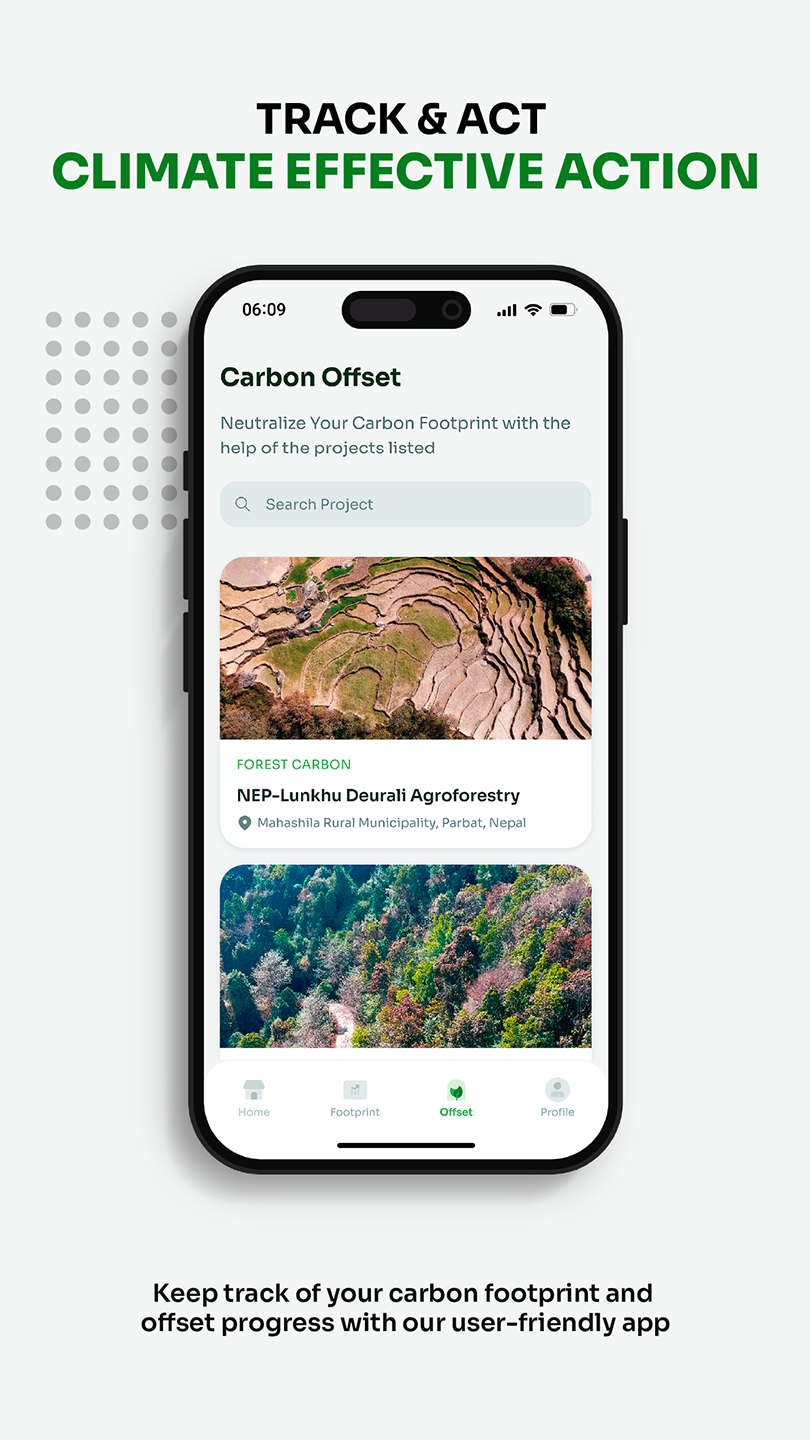 TRACK & ACT
CLIMATE EFFECTIVE ACTION
06:09
Carbon Offset
Neutralize Your Carbon Footprint with the
help of the projects listed
Search Project
FOREST CARBON
NEP-Lunkhu Deurali Agroforestry
Mahashila Rural Municipality, Parbat, Nepal
Home
Footprint
Offset
Profile
Keep track of your carbon footprint and
offset progress with our user-friendly app